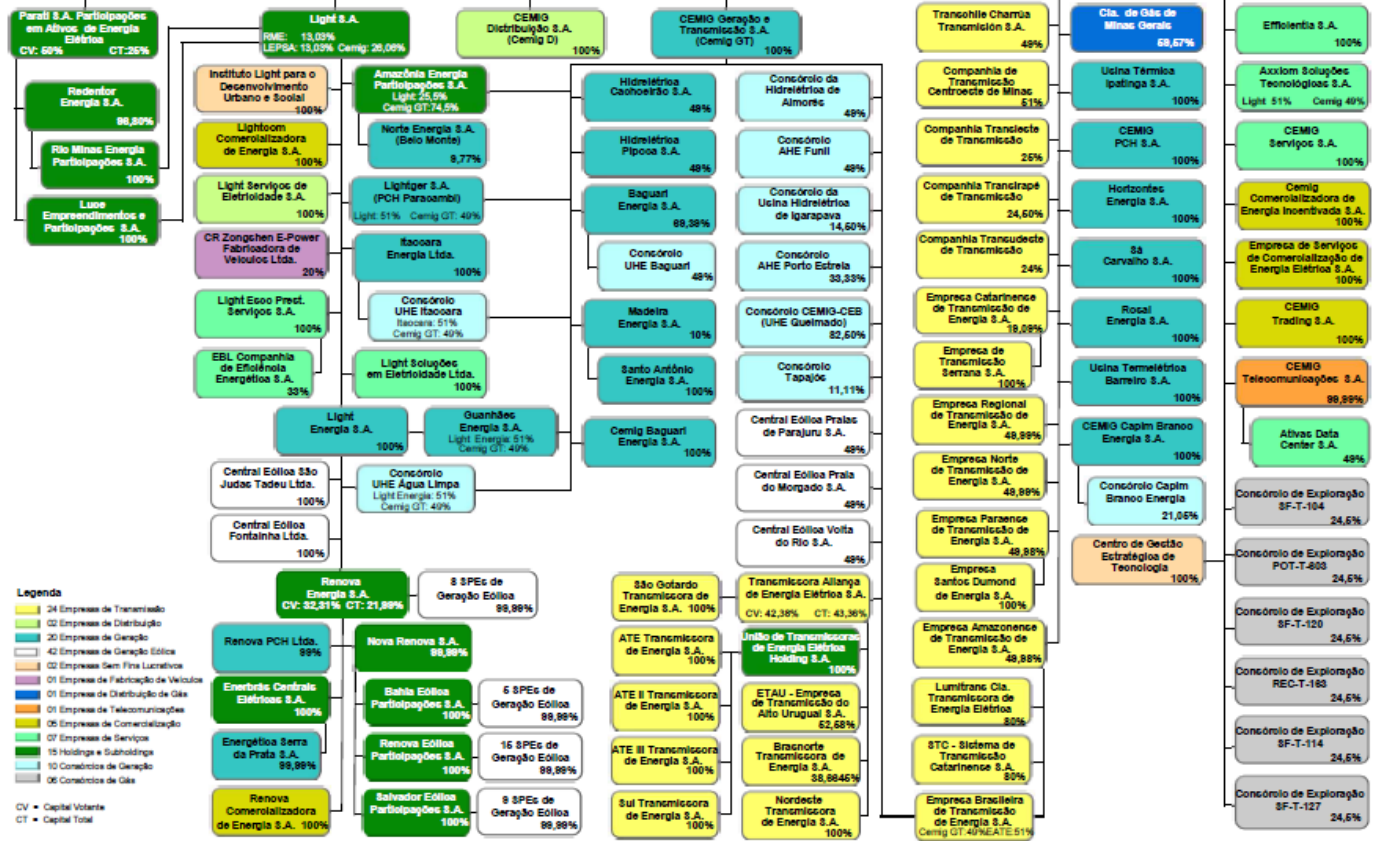 Parati S.A. Participações
em Ativos de Energia
Elétrica
CV: 50% CT:25%
Redentor
Energia S.A.
96,80%
Rio Minas Energia
Participações S.A.
100%
Luce
Empreendimentos e
Participações S.A.
100%
Light S.A.
RME: 13,03%
LEPSA: 13,03% Cemig: 26,06%
Instituto Light para o
Desenvolvimento
Urbano e Social
100%
Lightcom
Comercializadora
de Energia S.A.
100%
Light Serviços de
Eletricidade S.A.
100%
CR Zongshen E-Power
Fabricadora de
Veículos Ltda.
20%
Light Esco Prest.
Serviços S.A.
100%
EBL Companhia
de Eficiência
Energética S.A.
33%
Amazônia Energia
Participações S.A.
Light: 25,5%
Cemig GT:74,5%
Norte Energia S.A.
(Belo Monte)
9,77%
Lightger S.A.
(PCH Paracambi)
Light: 51% Cemig GT: 49%
Itaocara
Energia Ltda.
100%
Consórcio
UHE Itaocara
Itaocara: 51%
Cemig GT: 49%
Light Soluções
em Eletricidade Ltda.
100%
Light
Energia S.A.
100%
Guanhães
Energia S.A.
Light Energia: 51%
Cemig GT: 49%
Central Eólica São
Judas Tadeu Ltda.
100%
Consórcio
UHE Água Limpa
Light Energia: 51%
Cemig GT: 49%
Central Eólica
Fontainha Ltda.
100%
Renova
Energia S.A.
CV: 32,31% CT: 21,99%
8 SPEs de
Geração Eólica
99,99%
Renova PCH Ltda.
99%
Nova Renova S.A.
99,99%
Enerbrás Centrais
Elétricas S.A.
100%
Bahia Eólica
Participações S.A.
100%
5 SPEs de
Geração Eólica
99,99%
Energética Serra
da Prata S.A.
99,99%
Renova Eólica
Participações S.A.
100%
15 SPEs de
Geração Eólica
99,99%
Renova
Comercializadora
de Energia S.A. 100%
Salvador Eólica
Participações S.A.
100%
9 SPEs de
Geração Eólica
99,99%
CEMIG
Distribuição S.A.
(Cemig D)
100%
CEMIG Geração e
Transmissão S.A.
(Cemig GT)
100%
Hidrelétrica
Cachoeirão S.A.
49%
Hidrelétrica
Pipoca S.A.
49%
Baguari
Energia S.A.
69,39%
Consórcio
UHE Baguari
49%
Madeira
Energia S.A.
10%
Santo Antônio
Energia S.A.
100%
Cemig Baguari
Energia S.A.
100%
Consórcio da
Hidrelétrica de
Aimorés
49%
Consórcio
AHE Funil
49%
Consórcio da
Usina Hidrelétrica
de Igarapava
14,50%
Consórcio
AHE Porto Estrela
33,33%
Consórcio CEMIG-CEB
(UHE Queimado)
82,50%
Consórcio
Tapajós
11,11%
Central Eólica Praias
de Parajuru S.A.
49%
Central Eólica Praia
do Morgado S.A.
49%
Central Eólica Volta
do Rio S.A.
49%
São Gotardo
Transmissora de
Energia S.A. 100%
Transmissora Aliança
de Energia Elétrica S.A.
CV: 42,38% CT: 43,36%
ATE Transmissora
de Energia S.A.
100%
União de Transmissoras
de Energia Elétrica
Holding S.A.
100%
ATE II Transmissora
de Energia S.A.
100%
ETAU - Empresa
de Transmissão do
Alto Uruguai S.A.
52,58%
ATE III Transmissora
de Energia S.A.
100%
Brasnorte
Transmissora de
Energia S.A.
38,6645%
Sul Transmissora
de Energia S.A.
100%
Nordeste
Transmissora
de Energia S.A.
100%
Transchile Charrúa
Transmisión S.A.
49%
Companhia de
Transmissão
Centroeste de Minas
51%
Companhia Transleste
de Transmissão
25%
Companhia Transirapé
de Transmissão
24,50%
Companhia Transudeste
de Transmissão
24%
Empresa Catarinense
de Transmissão de
Energia S.A.
19,09%
Empresa de
Transmissão
Serrana S.A.
100%
Empresa Regional
de Transmissão de
Energia S.A.
49,99%
Empresa Norte
de Transmissão de
Energia S.A.
49,99%
Empresa Paraense
de Transmissão de
Energia S.A.
49,98%
Empresa
Santos Dumond
de Energia S.A.
100%
Empresa Amazonense
de Transmissão de
Energia S.A.
49,98%
Lumitrans Cia.
Transmissora de
Energia Elétrica
80%
STC - Sistema de
Transmissão
Catarinense S.A.
80%
Empresa Brasileira
de Transmissão
de Energia S.A.
Cemig GT:49%EATE:51%
Cia. de Gás de
Minas Gerais
59,57%
Usina Térmica
Ipatinga S.A.
100%
CEMIG
PCH S.A.
100%
Horizontes
Energia S.A.
100%
Sá
Carvalho S.A.
100%
Rosal
Energia S.A.
100%
Usina Termelétrica
Barreiro S.A.
100%
CEMIG Capim Branco
Energia S.A.
100%
Consórcio Capim
Branco Energia
21,05%
Centro de Gestão
Estratégica de
Tecnologia
100%
Efficientia S.A.
100%
Axxiom Soluções
Tecnológicas S.A.
Light 51% Cemig 49%
CEMIG
Serviços S.A.
100%
Cemig
Comercializadora de
Energia Incentivada S.A.
100%
Empresa de Serviços
de Comercialização de
Energia Elétrica S.A.
100%
CEMIG
Trading S.A.
100%
CEMIG
Telecomunicações S.A.
99,99%
Ativas Data
Center S.A.
49%
Consórcio de Exploração
SF-T-104
24,5%
Consórcio de Exploração
POT-T-603
24,5%
Consórcio de Exploração
SF-T-120
24,5%
Consórcio de Exploração
REC-T-163
24,5%
Consórcio de Exploração
SF-T-114
24,5%
Consórcio de Exploração
SF-T-127
24,5%
Legenda
24 Empresas de Transmissão
02 Empresas de Distribuição
20 Empresas de Geração
42 Empresas de Geração Eólica
02 Empresas Sem Fins Lucrativos
01 Empresa de Fabricação de Veículos
01 Empresas de Distribuição de Gás
01 Empresas de Telecomunicações
05 Empresas de Comercialização
07 Empresas de Serviços
15 Holdings e Subholdings
10 Consórcios de Geração
06 Consórcios de Gás
CV = Capital Votante
CT = Capital Total